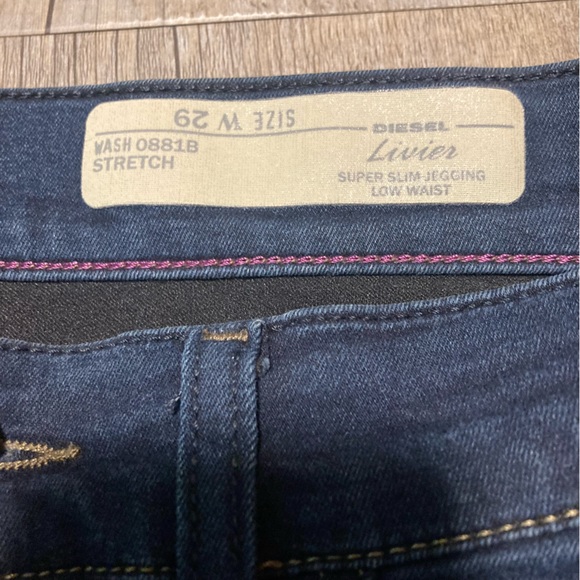 SIZE W 29
WASH 0881B
STRETCH
DIESEL
Livier
SUPER SLIM-JEGGING
LOW WAIST